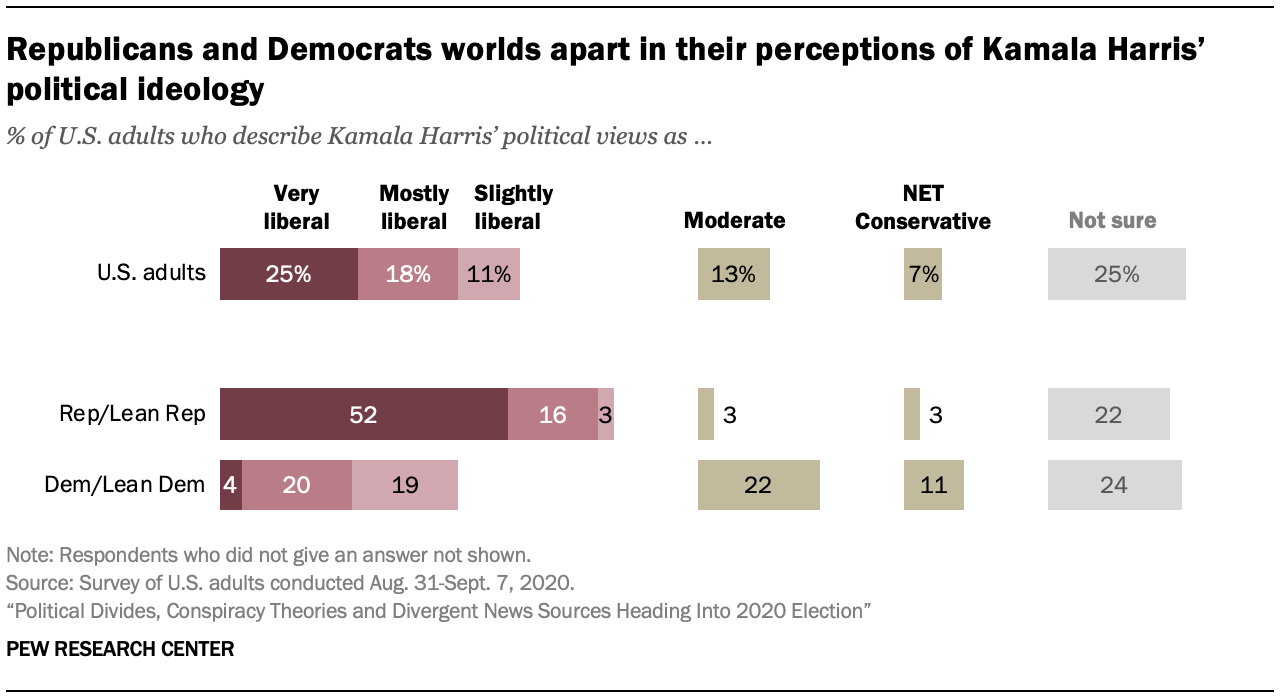 Republicans and Democrats worlds apart in their perceptions of Kamala Harris’
political ideology
% of U.S. adults who describe Kamala Harris’ political views as ...
Very Mostly Slightly NET
liberal liberal liberal Moderate Conservative Not sure
U.S. adults 25% 18% 11% 13% 7% 25%
Rep/Lean Rep 52 16 3 3 3 22
Dem/Lean Dem 4 20 19 22 11 24
Note: Respondents who did not give an answer not shown.
Source: Survey of U.S. adults conducted Aug. 31-Sept. 7, 2020.
“Political Divides, Conspiracy Theories and Divergent News Sources Heading Into 2020 Election”
PEW RESEARCH CENTER